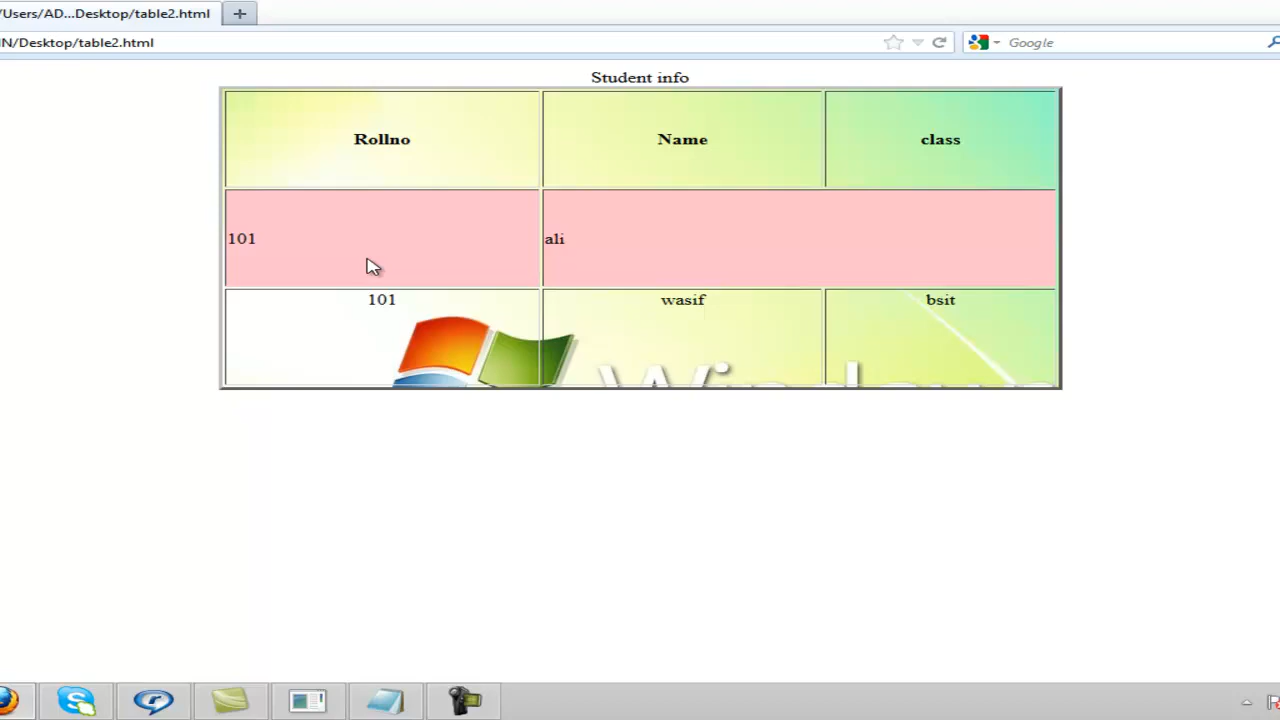 /Users/AD...Desktop/table2.html
N/Desktop/table2.html
Google
Student info
Rollno Name class
101 ali
101 wasif bsit